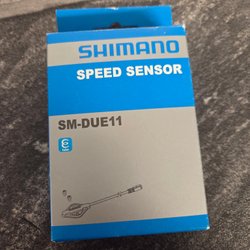 SHIMANO
SPEED SENSOR
SM-DUE11